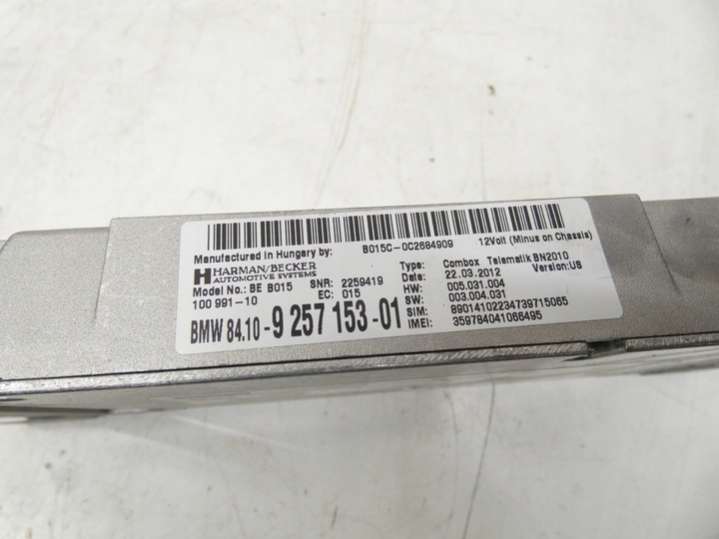 B015C-0C2684909
Manufactured in Hungary by: 12Volt (Minus on Chassis)
HARMAN/BECKER
AUTOMOTIVE SYSTEMS
Type: Combox Telematik BN2010
Model No.: BE B015 SNR: 2259419 Date: 22.03.2012 Version:US
100 991-10 EC: 015 HW: 005.031.004
SW: 003.004.031
BMW 84.10-9 257 153-01 SIM: 89014102234739715065
IMEI: 359784041066495